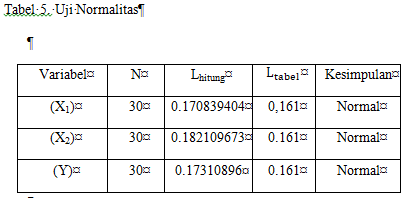 Tabel 5. Uji Normalitas¶
¶
Variabel¤ N¤ Lhitung¤ Ltabel¤ Kesimpulan¤
(X1)¤ 30¤ 0.170839404¤ 0,161¤ Normal¤
(X2)¤ 30¤ 0.182109673¤ 0.161¤ Normal¤
(Y)¤ 30¤ 0.17310896¤ 0.161¤ Normal¤